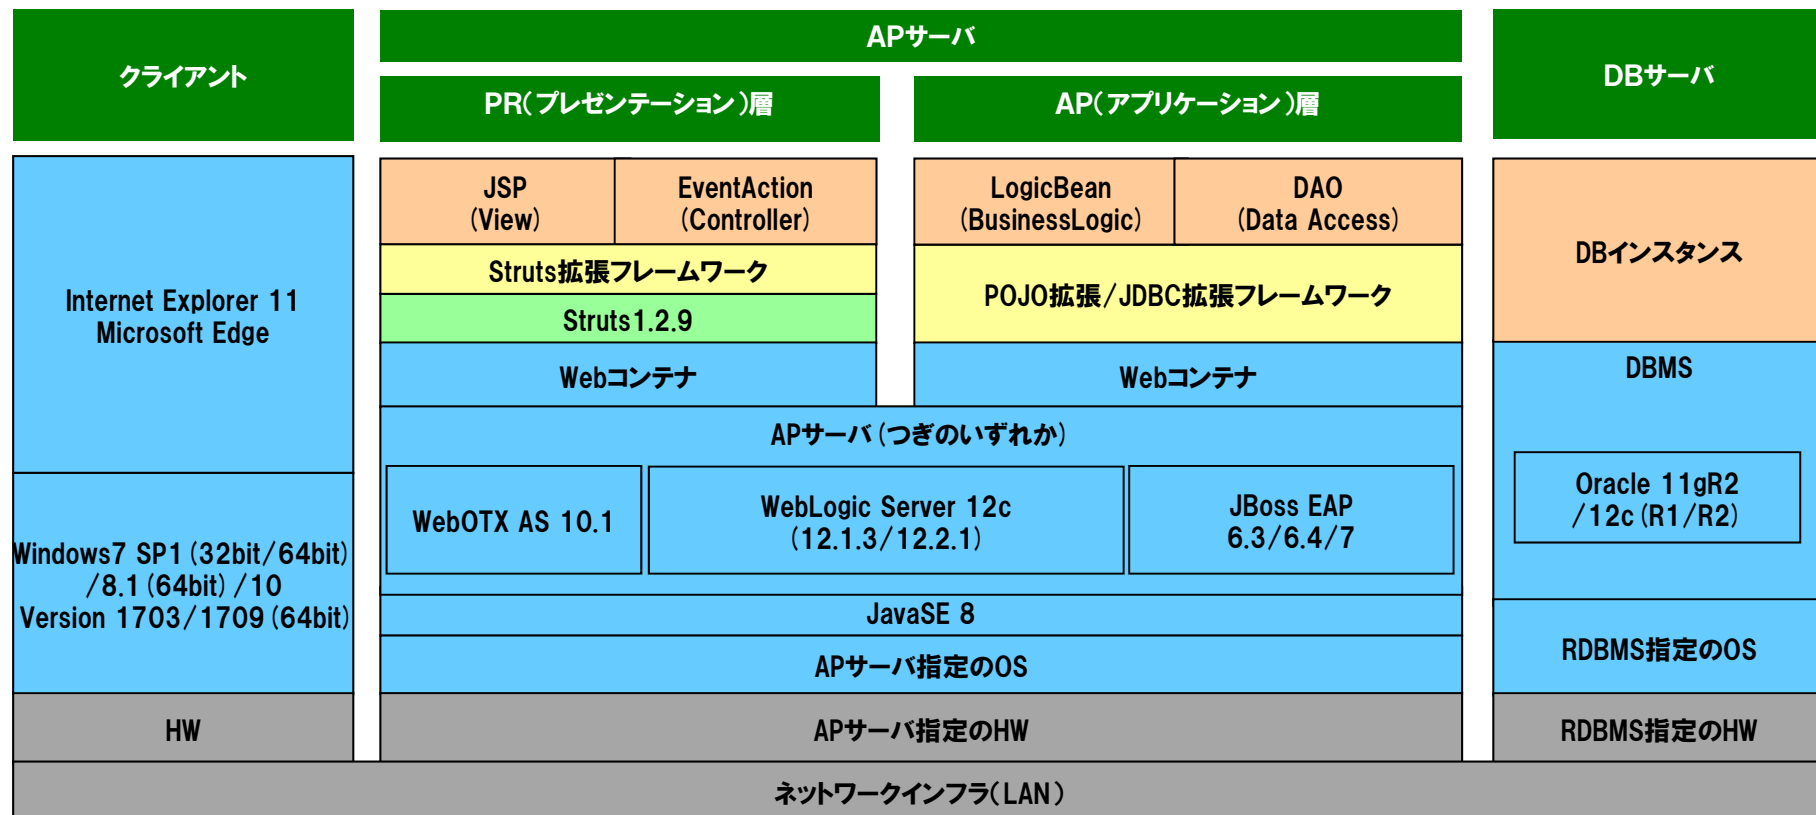 クライアント
APサーバ
DBサーバ
PR(プレゼンテーション)層
AP(アプリケーション)層
Internet Explorer 11
Microsoft Edge
Windows7 SP1(32bit/64bit)
/8.1(64bit)/10
Version 1703/1709(64bit)
HW
JSP
(View)
EventAction
(Controller)
Struts拡張フレームワーク
Struts1.2.9
Webコンテナ
LogicBean
(BusinessLogic)
DAO
(Data Access)
POJO拡張/JDBC拡張フレームワーク
Webコンテナ
APサーバ(つぎのいずれか)
WebOTX AS 10.1
WebLogic Server 12c
(12.1.3/12.2.1)
JBoss EAP
6.3/6.4/7
JavaSE 8
APサーバ指定のOS
APサーバ指定のHW
DBインスタンス
DBMS
Oracle 11gR2
/12c(R1/R2)
RDBMS指定のOS
RDBMS指定のHW
ネットワークインフラ(LAN)